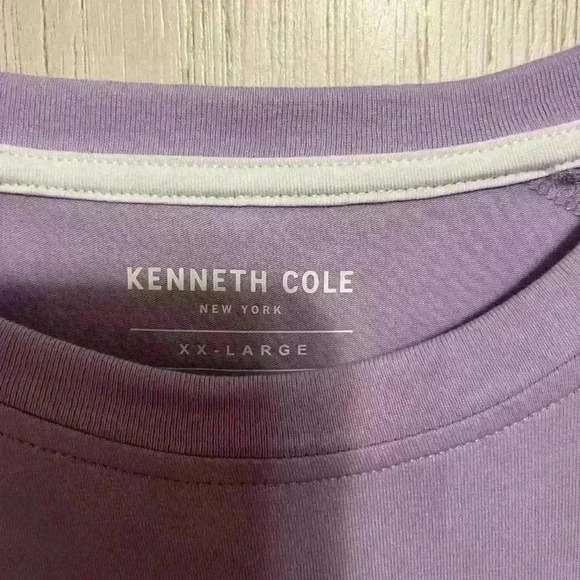 KENNETH COLE
NEW YORK
XX-LARGE